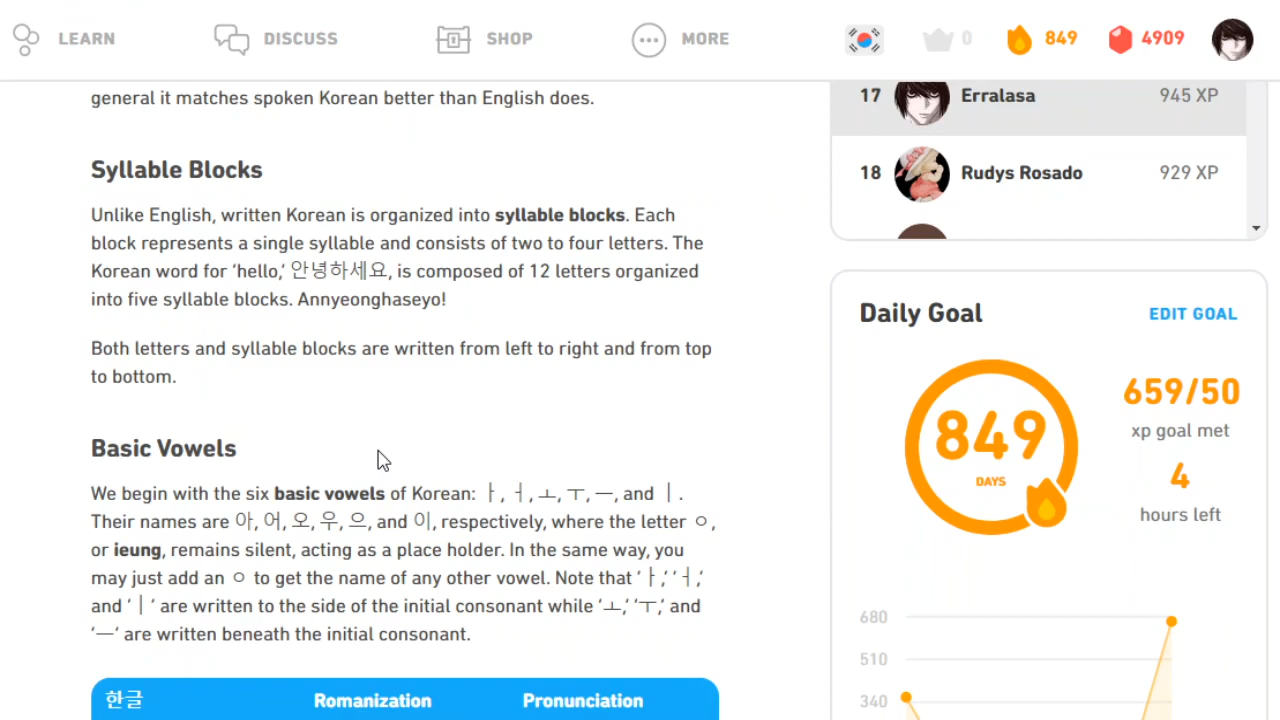 LEARN DISCUSS SHOP MORE 0 849 4909
general it matches spoken Korean better than English does.
Syllable Blocks
Unlike English, written Korean is organized into syllable blocks. Each
block represents a single syllable and consists of two to four letters. The
Korean word for ‘hello,’ 안녕하세요, is composed of 12 letters organized
into five syllable blocks. Annyeonghaseyo!
Both letters and syllable blocks are written from left to right and from top
to bottom.
Basic Vowels
We begin with the six basic vowels of Korean: ㅏ, ㅓ, ㅗ, ㅜ, ㅡ, and ㅣ.
Their names are 아, 어, 오, 우, 으, and 이, respectively, where the letter ㅇ,
or ieung, remains silent, acting as a place holder. In the same way, you
may just add an ㅇ to get the name of any other vowel. Note that ‘ㅏ,’ ‘ㅓ,’
and ‘ㅣ’ are written to the side of the initial consonant while ‘ㅗ,’ ‘ㅜ,’ and
‘ㅡ’ are written beneath the initial consonant.
한글 Romanization Pronunciation
17 Erralasa 945 XP
18 Rudys Rosado 929 XP
Daily Goal EDIT GOAL
849
DAYS
659/50
xp goal met
4
hours left
680
510
340